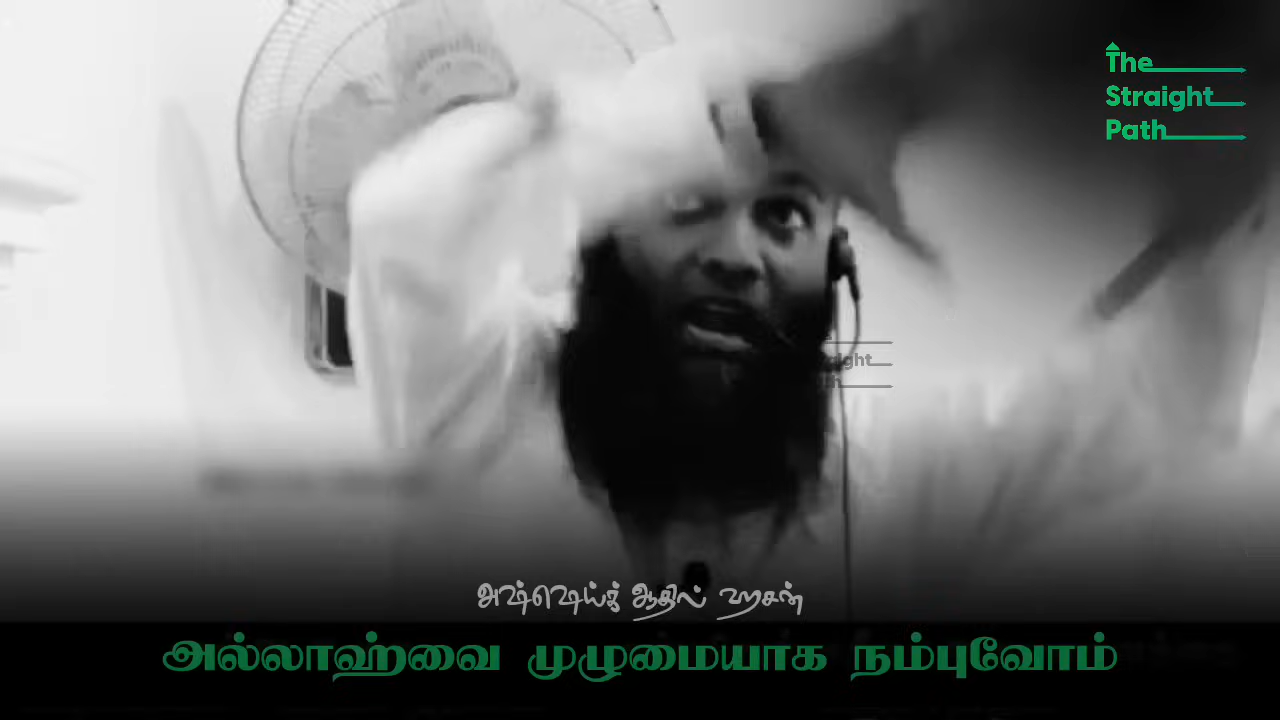 The
Straight
Path
அஷ்ஷெய்க் ஆதில் ஹசன்
அல்லாஹ்வை முழுமையாக நம்புவோம்